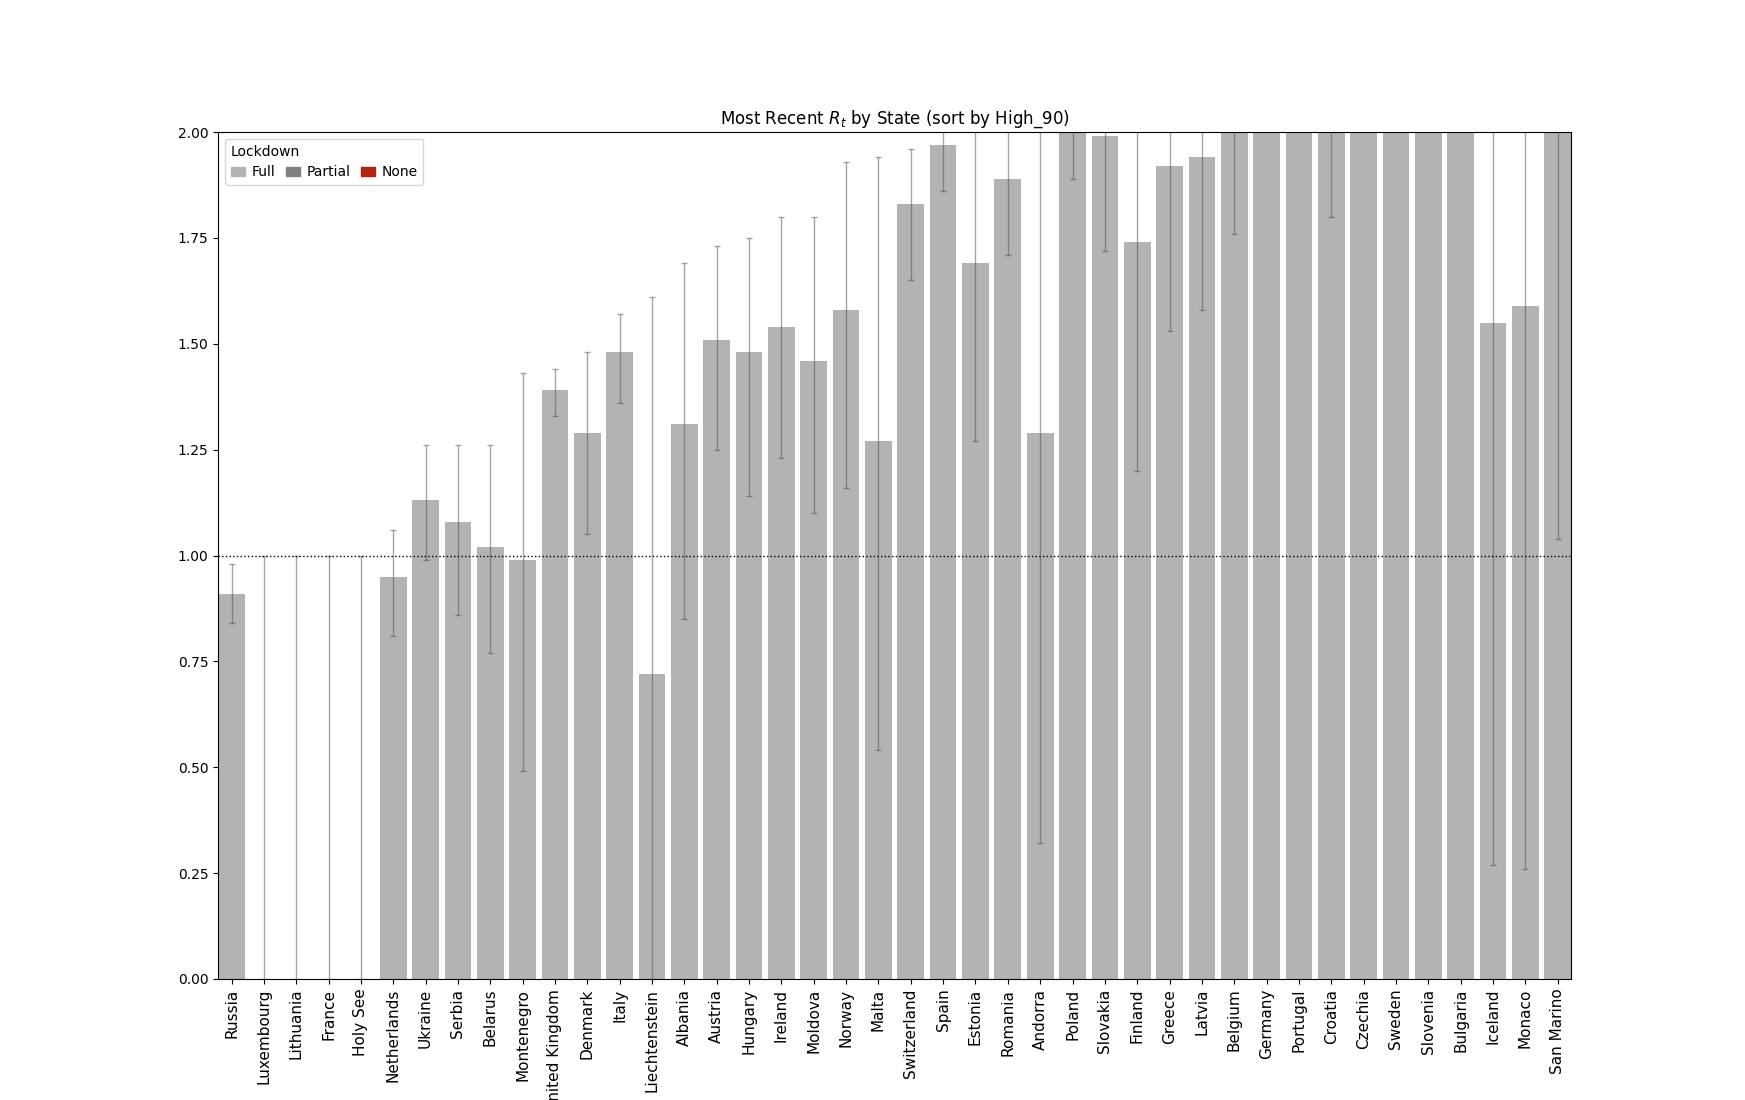 Most Recent R_t by State (sort by High_90)
Lockdown
Full Partial None
2.00
1.75
1.50
1.25
1.00
0.75
0.50
0.25
0.00
Russia
Luxembourg
Lithuania
France
Holy See
Netherlands
Ukraine
Serbia
Belarus
Montenegro
nited Kingdom
Denmark
Italy
Liechtenstein
Albania
Austria
Hungary
Ireland
Moldova
Norway
Malta
Switzerland
Spain
Estonia
Romania
Andorra
Poland
Slovakia
Finland
Greece
Latvia
Belgium
Germany
Portugal
Croatia
Czechia
Sweden
Slovenia
Bulgaria
Iceland
Monaco
San Marino